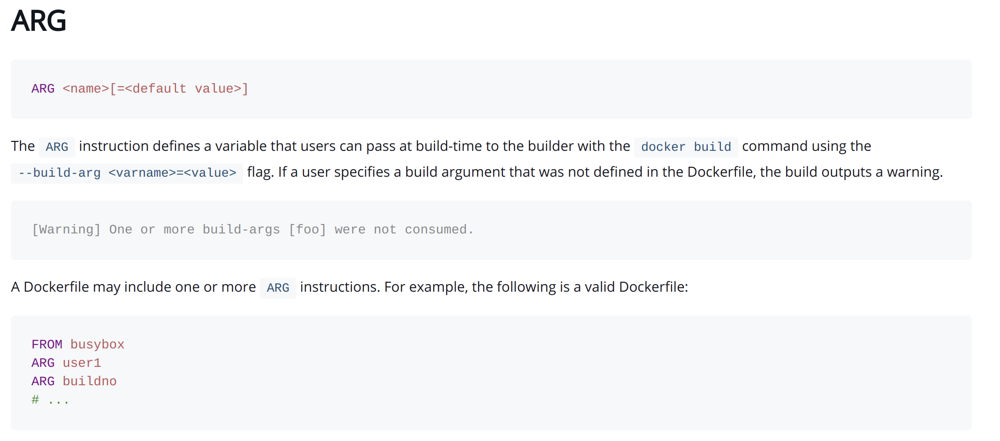 ARG
ARG <name>[=<default value>]
The ARG instruction defines a variable that users can pass at build-time to the builder with the docker build command using the
--build-arg <varname>=<value> flag. If a user specifies a build argument that was not defined in the Dockerfile, the build outputs a warning.
[Warning] One or more build-args [foo] were not consumed.
A Dockerfile may include one or more ARG instructions. For example, the following is a valid Dockerfile:
FROM busybox
ARG user1
ARG buildno
# ...